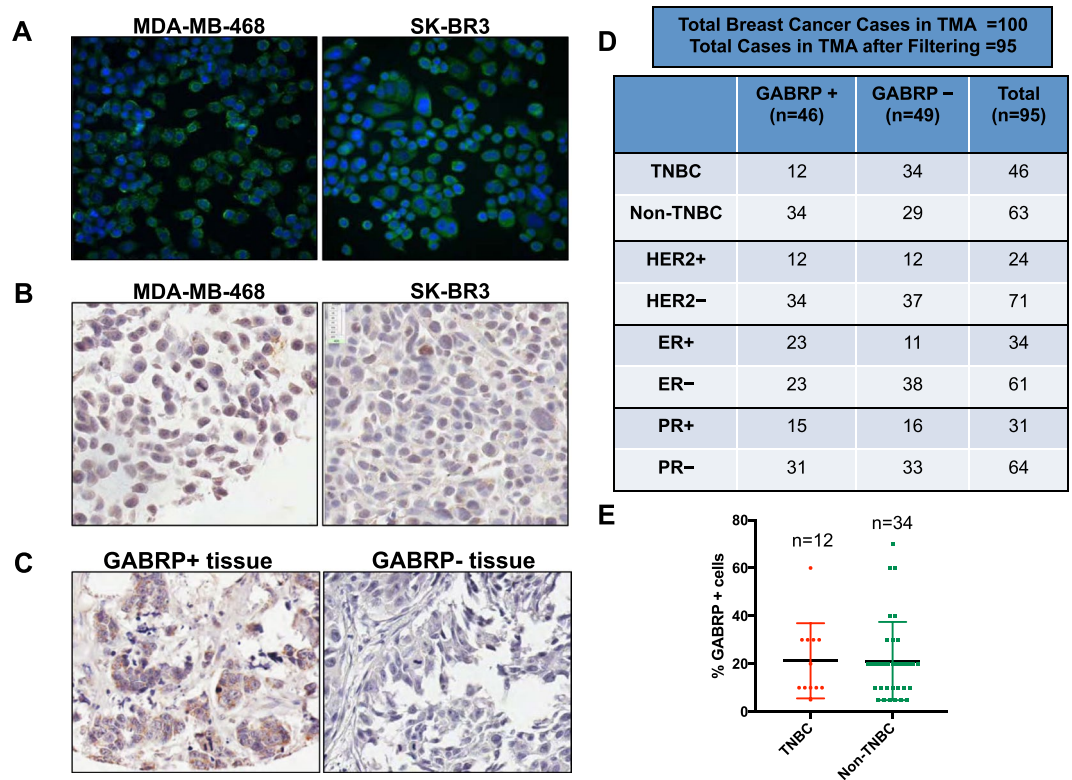 A
MDA-MB-468 SK-BR3
B
MDA-MB-468 SK-BR3
C
GABRP+ tissue GABRP- tissue
D
Total Breast Cancer Cases in TMA =100
Total Cases in TMA after Filtering =95
GABRP + GABRP − Total
(n=46) (n=49) (n=95)
TNBC 12 34 46
Non-TNBC 34 29 63
HER2+ 12 12 24
HER2− 34 37 71
ER+ 23 11 34
ER− 23 38 61
PR+ 15 16 31
PR− 31 33 64
E
% GABRP + cells
80
60
40
20
0
n=12 n=34
TNBC Non-TNBC